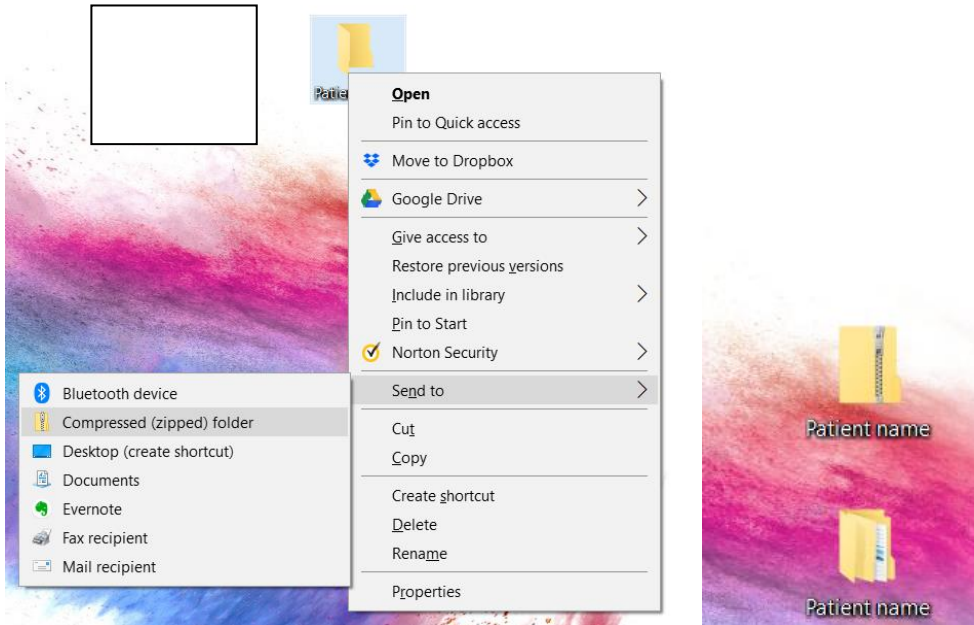 Patie
Open
Pin to Quick access
Move to Dropbox
Google Drive
Give access to
Restore previous versions
Include in library
Pin to Start
Norton Security
Send to
Cut
Copy
Create shortcut
Delete
Rename
Properties
Bluetooth device
Compressed (zipped) folder
Desktop (create shortcut)
Documents
Evernote
Fax recipient
Mail recipient
Patient name
Patient name